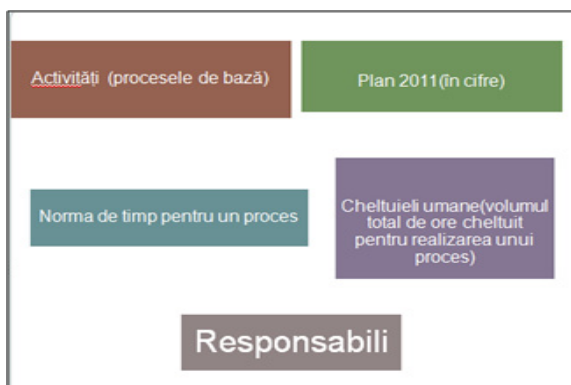 Activități (procesele de bază)
Plan 2011(în cifre)
Norma de timp pentru un proces
Cheltuieli umane(volumul
total de ore cheltuit
pentru realizarea unui
proces)
Responsabili